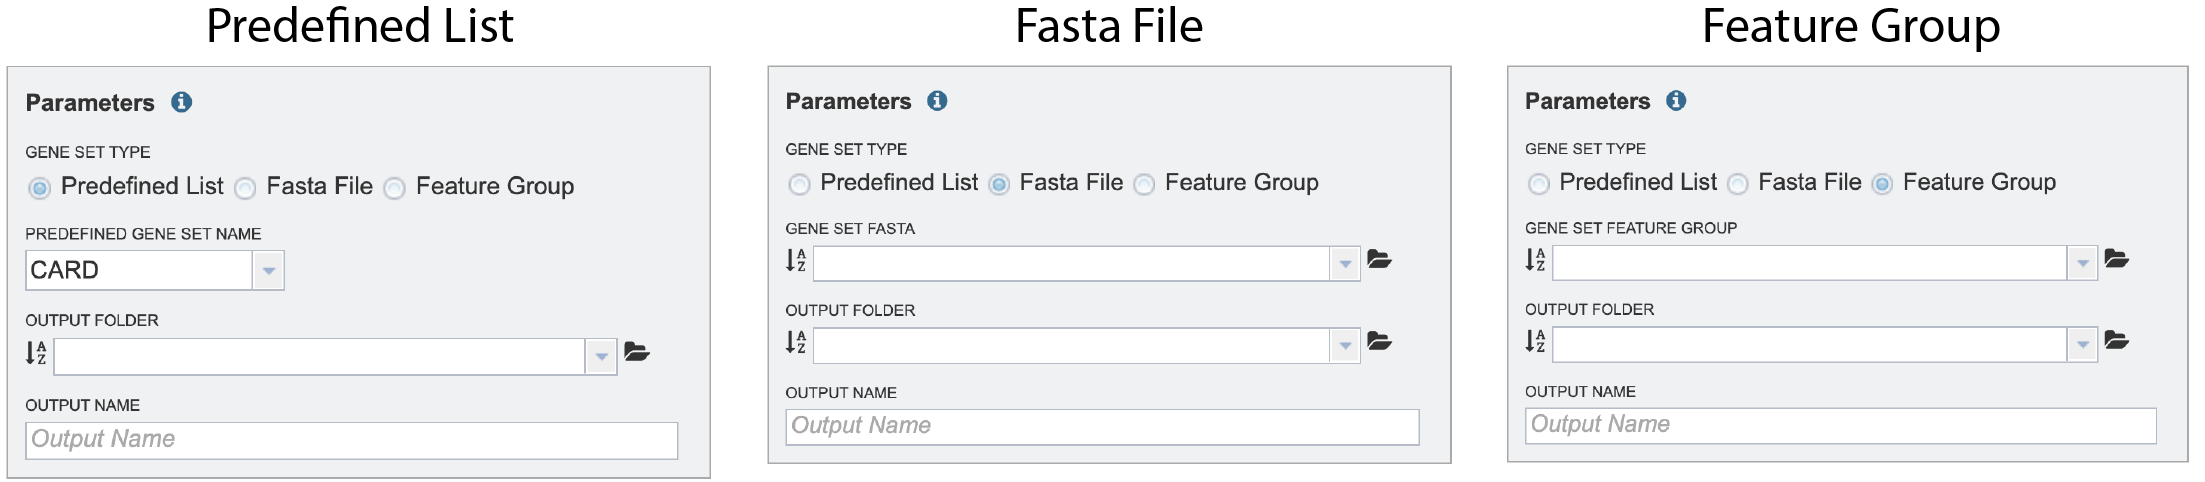 Predefined List
Parameters
GENE SET TYPE
Predefined List Fasta File Feature Group
PREDEFINED GENE SET NAME
CARD
OUTPUT FOLDER
A
Z
OUTPUT NAME
Output Name
Fasta File
Parameters
GENE SET TYPE
Predefined List Fasta File Feature Group
GENE SET FASTA
A
Z
OUTPUT FOLDER
A
Z
OUTPUT NAME
Output Name
Feature Group
Parameters
GENE SET TYPE
Predefined List Fasta File Feature Group
GENE SET FEATURE GROUP
A
Z
OUTPUT FOLDER
A
Z
OUTPUT NAME
Output Name